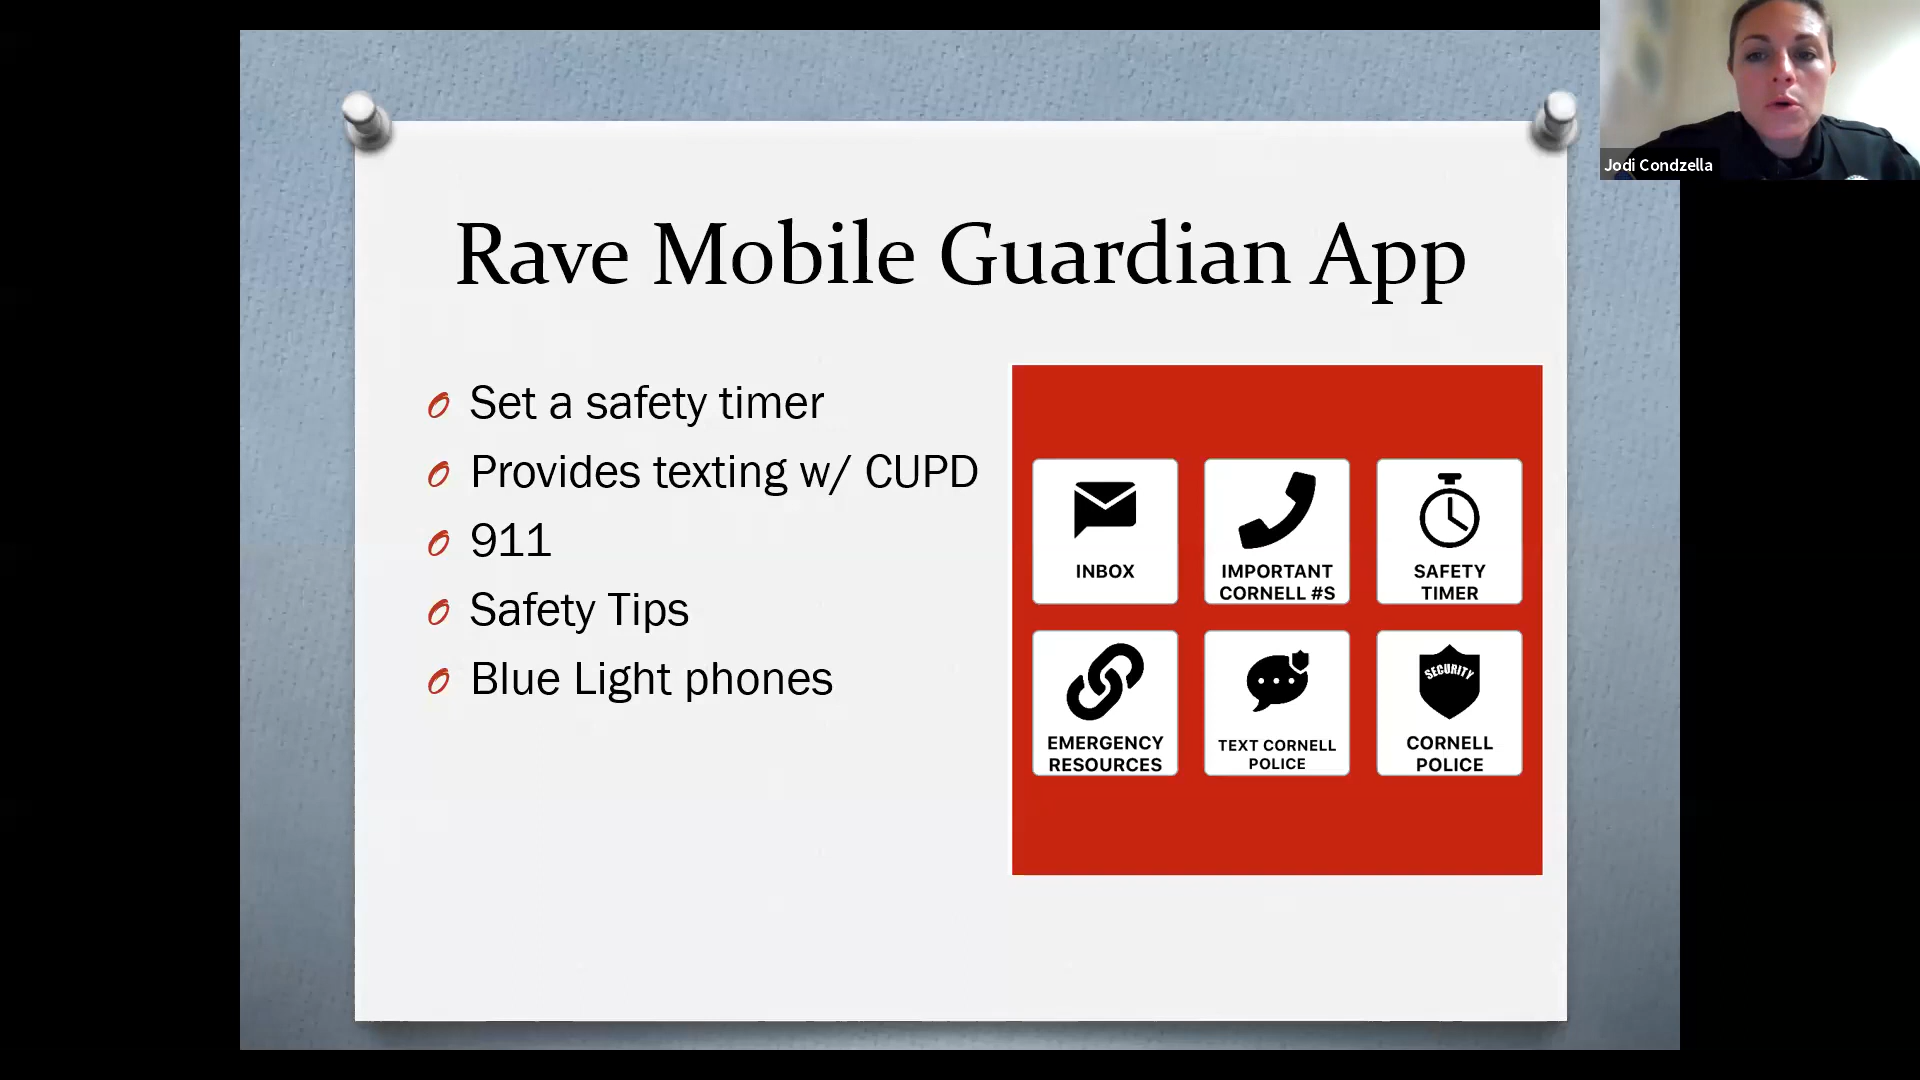 Jodi Condzella
Rave Mobile Guardian App
Set a safety timer
Provides texting w/ CUPD
911
Safety Tips
Blue Light phones
INBOX
IMPORTANT
CORNELL #S
SAFETY
TIMER
EMERGENCY
RESOURCES
TEXT CORNELL
POLICE
SECURITY
CORNELL
POLICE